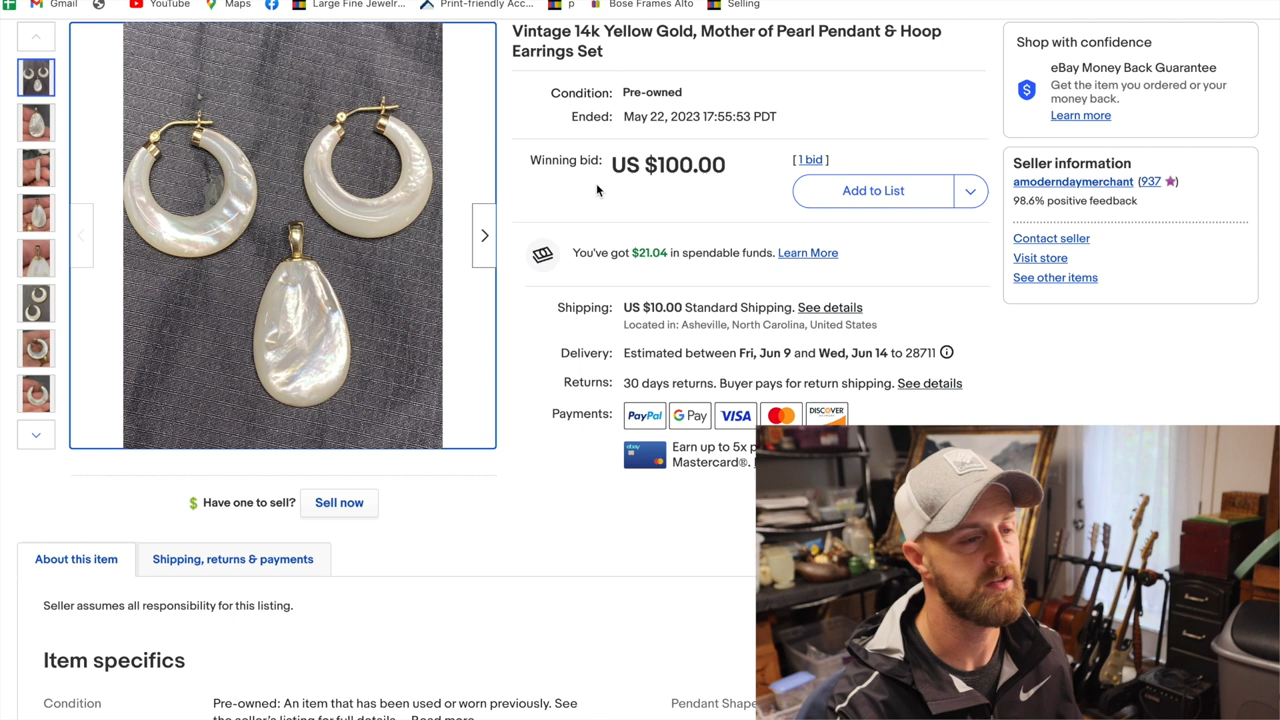 Gmail
YouTube
Maps
Large Fine Jewelr...
Print-friendly Acc...
p
Bose Frames Alto
Selling
Vintage 14k Yellow Gold, Mother of Pearl Pendant & Hoop
Earrings Set
Condition: Pre-owned
Ended: May 22, 2023 17:55:53 PDT
Winning bid: US $100.00 [ 1 bid ]
Add to List
You've got $21.04 in spendable funds. Learn More
Shipping: US $10.00 Standard Shipping. See details
Located in: Asheville, North Carolina, United States
Delivery: Estimated between Fri, Jun 9 and Wed, Jun 14 to 28711
Returns: 30 days returns. Buyer pays for return shipping. See details
Payments: PayPal G Pay VISA DISCOVER
ebay
Earn up to 5x p
Mastercard®.
Shop with confidence
eBay Money Back Guarantee
Get the item you ordered or your
money back.
Learn more
Seller information
amoderndaymerchant (937)
98.6% positive feedback
Contact seller
Visit store
See other items
Have one to sell? Sell now
About this item
Shipping, returns & payments
Seller assumes all responsibility for this listing.
Item specifics
Condition
Pre-owned: An item that has been used or worn previously. See
the seller's listing for full details... Read more
Pendant Shape